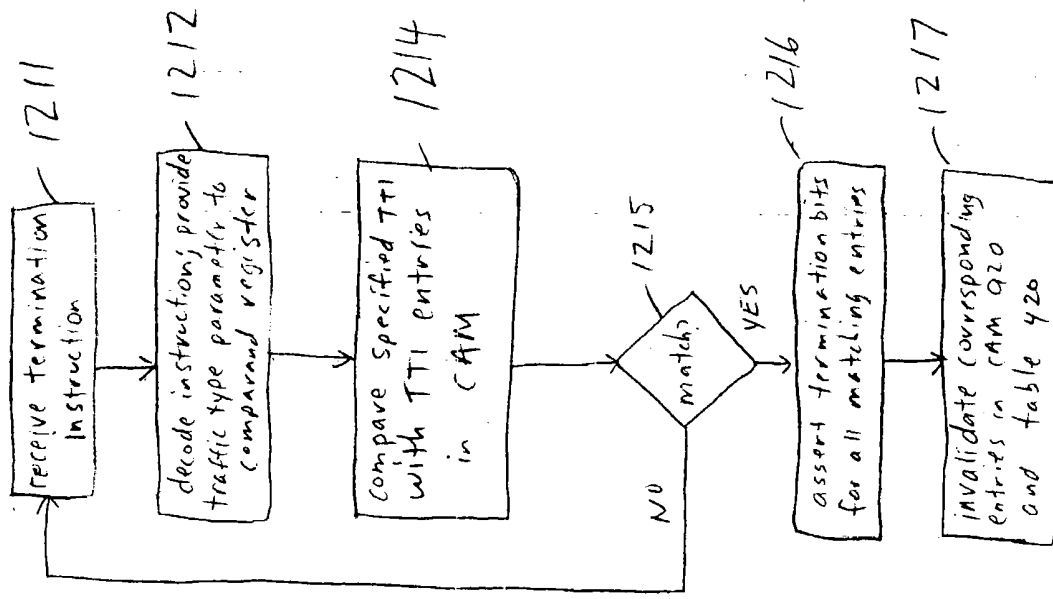 receive termination
instruction
1211
decode instruction; provide
traffic type parameter to
comparand register
1212
compare specified TTI
with TTI entries
in CAM
1214
match?
1215
NO
YES
assert termination bits
for all matching entries
1216
invalidate corresponding
entries in CAM 920
and table 420
1217